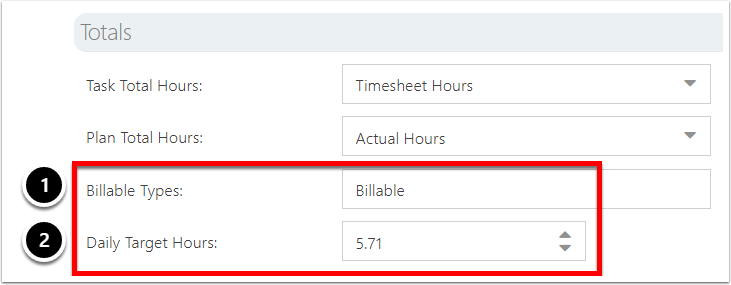 Totals
Task Total Hours: Timesheet Hours
Plan Total Hours: Actual Hours
1 Billable Types: Billable
2 Daily Target Hours: 5.71